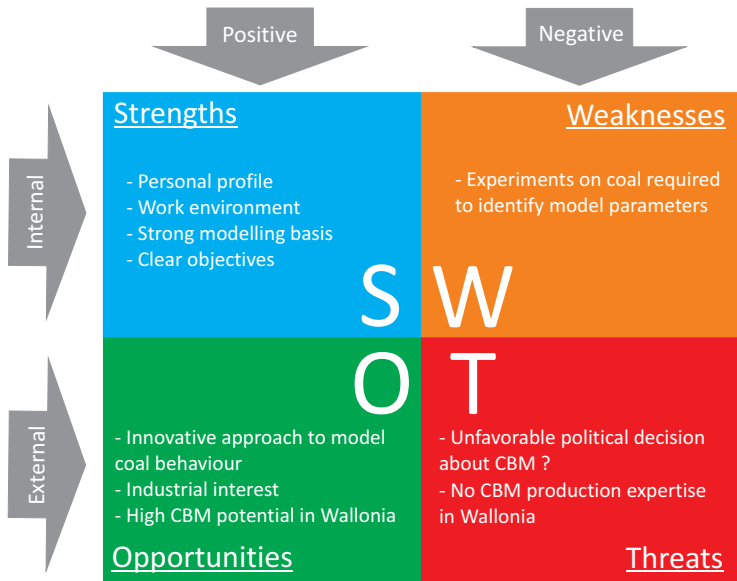 Positive
Negative
Internal
Strengths
- Personal profile
- Work environment
- Strong modelling basis
- Clear objectives
S
Weaknesses
- Experiments on coal required
to identify model parameters
W
External
O
- Innovative approach to model
coal behaviour
- Industrial interest
- High CBM potential in Wallonia
Opportunities
T
- Unfavorable political decision
about CBM ?
- No CBM production expertise
in Wallonia
Threats